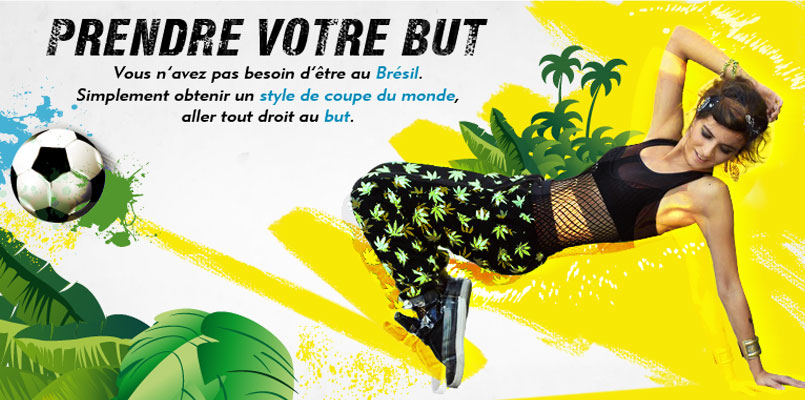 PRENDRE VOTRE BUT
Vous n'avez pas besoin d'être au Brésil.
Simplement obtenir un style de coupe du monde,
aller tout droit au but.